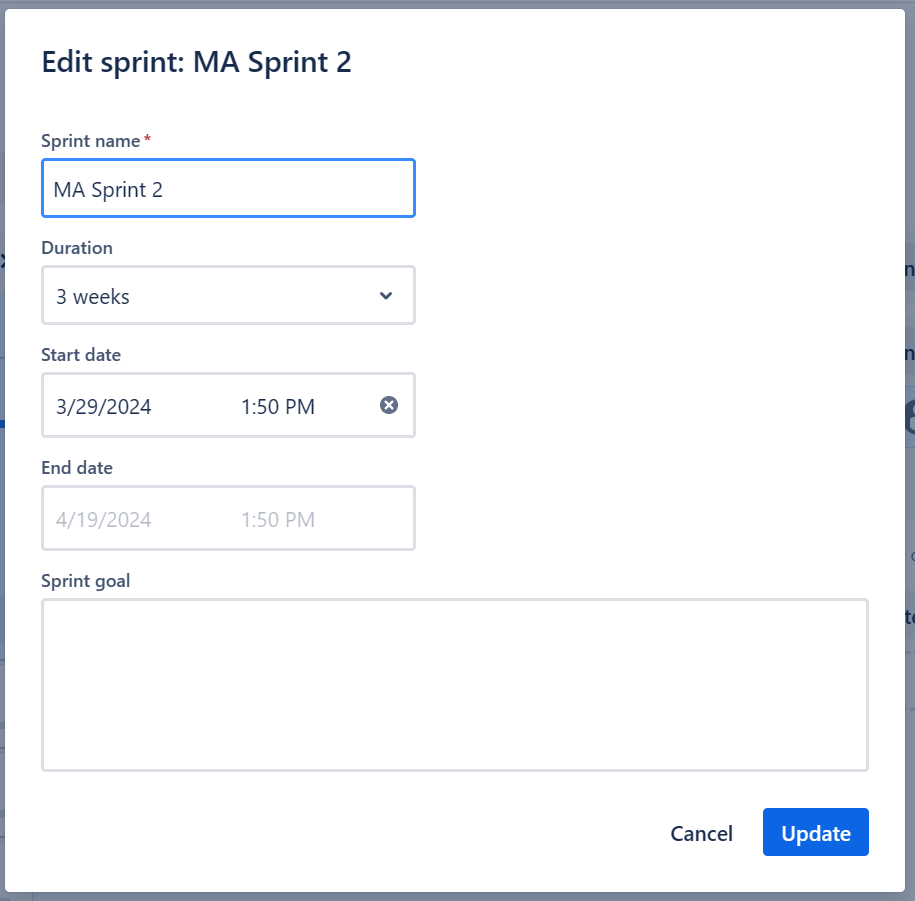 Edit sprint: MA Sprint 2
Sprint name*
MA Sprint 2
Duration
3 weeks
Start date
3/29/2024 1:50 PM
End date
4/19/2024 1:50 PM
Sprint goal
Cancel Update